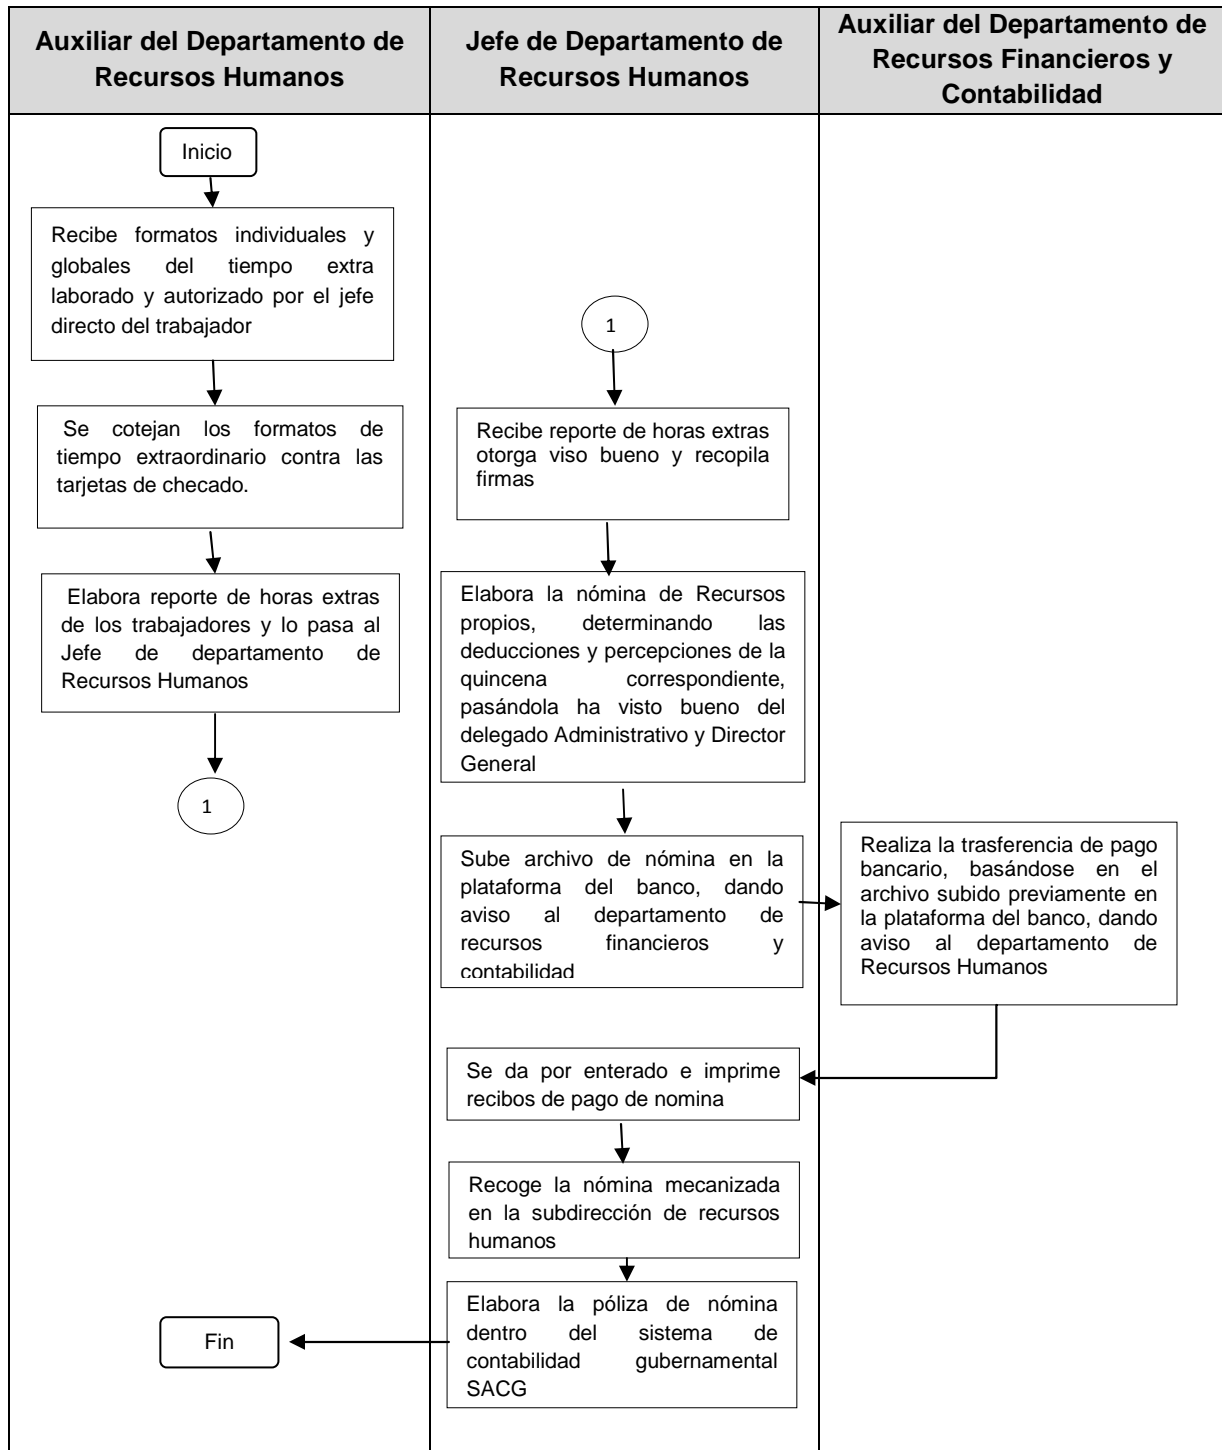 Auxiliar del Departamento de
Recursos Humanos
Jefe de Departamento de
Recursos Humanos
Auxiliar del Departamento de
Recursos Financieros y
Contabilidad
Inicio
Recibe formatos individuales y
globales del tiempo extra
laborado y autorizado por el jefe
directo del trabajador
Se cotejan los formatos de
tiempo extraordinario contra las
tarjetas de checado.
Elabora reporte de horas extras
de los trabajadores y lo pasa al
Jefe de departamento de
Recursos Humanos
1
1
Recibe reporte de horas extras
otorga viso bueno y recopila
firmas
Elabora la nómina de Recursos
propios, determinando las
deducciones y percepciones de la
quincena correspondiente,
pasándola ha visto bueno del
delegado Administrativo y Director
General
Sube archivo de nómina en la
plataforma del banco, dando
aviso al departamento de
recursos financieros y
contabilidad
Realiza la trasferencia de pago
bancario, basándose en el
archivo subido previamente en
la plataforma del banco, dando
aviso al departamento de
Recursos Humanos
Se da por enterado e imprime
recibos de pago de nomina
Recoge la nómina mecanizada
en la subdirección de recursos
humanos
Elabora la póliza de nómina
dentro del sistema de
contabilidad gubernamental
SACG
Fin